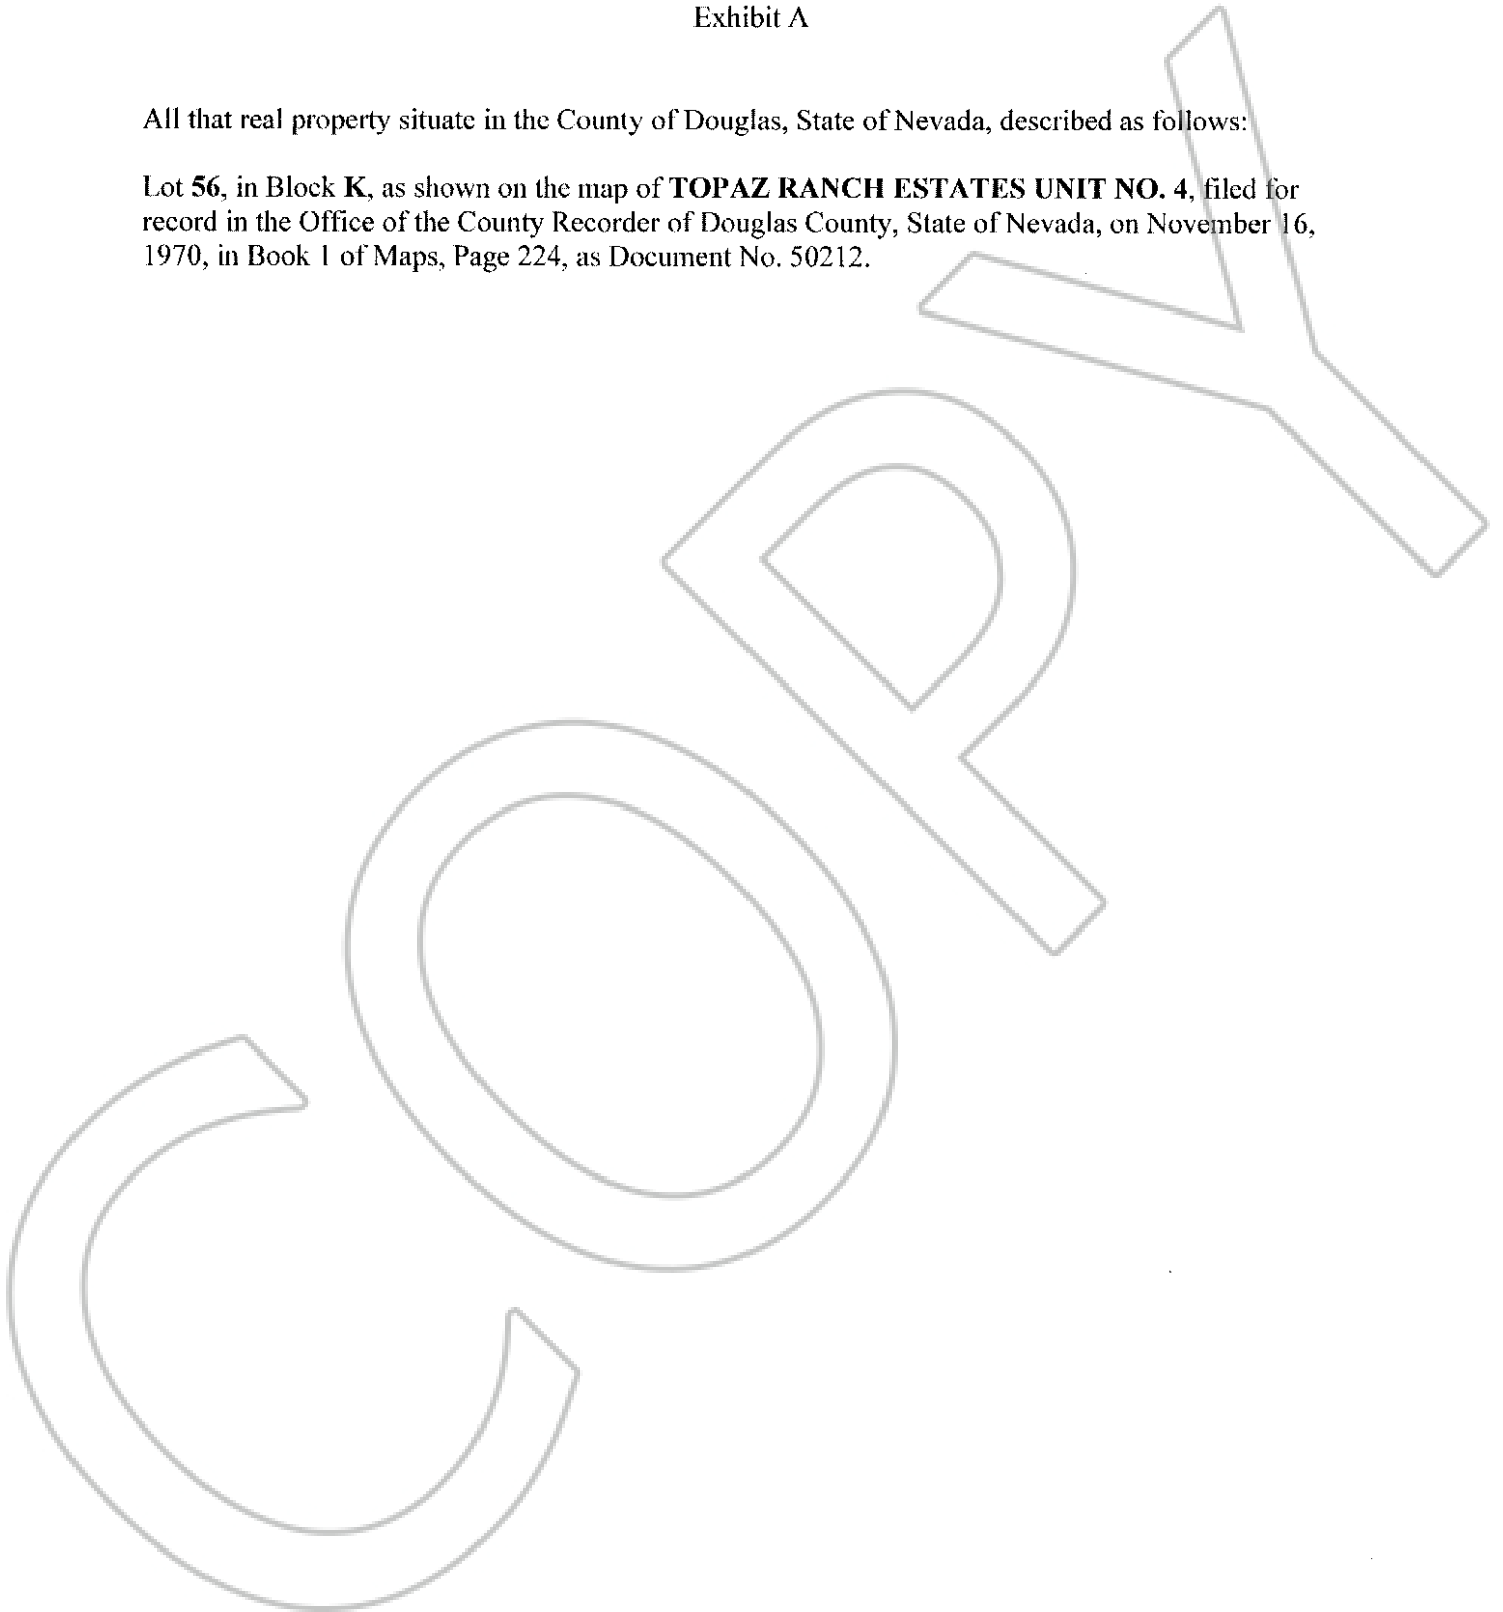 Exhibit A
All that real property situate in the County of Douglas, State of Nevada, described as follows:
Lot 56, in Block K, as shown on the map of TOPAZ RANCH ESTATES UNIT NO. 4, filed for
record in the Office of the County Recorder of Douglas County, State of Nevada, on November 16,
1970, in Book 1 of Maps, Page 224, as Document No. 50212.
COPY